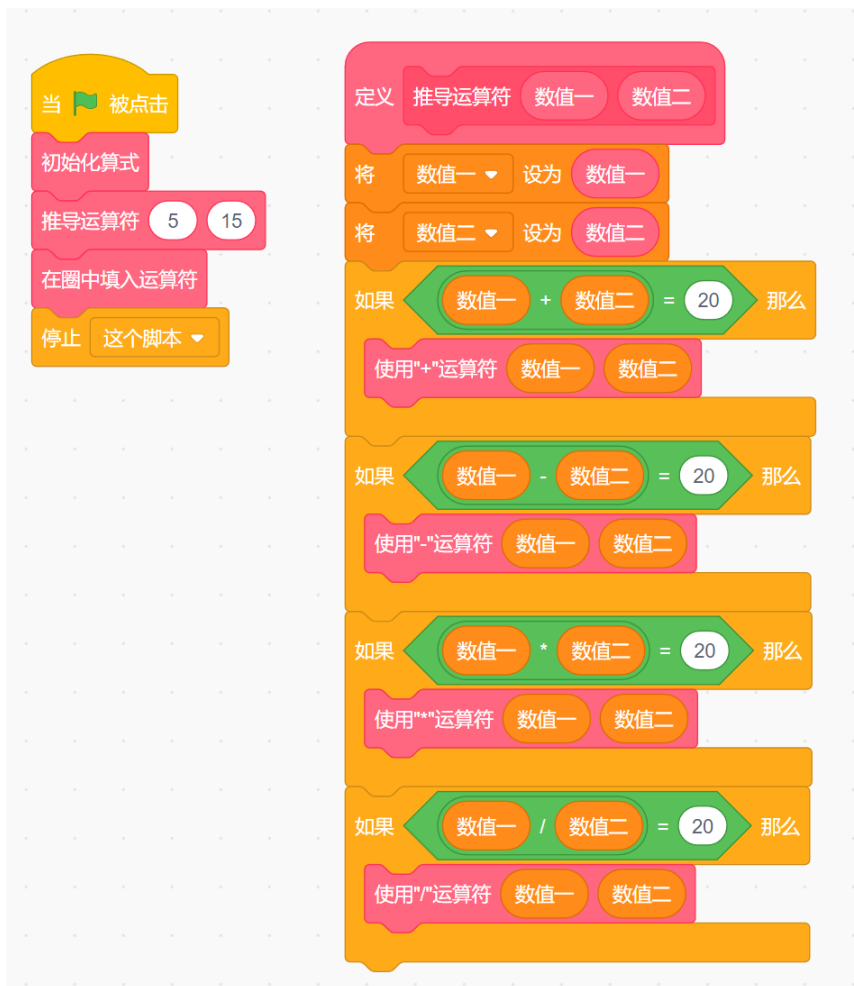 当 被点击
初始化算式
推导运算符 5 15
在圈中填入运算符
停止 这个脚本
定义 推导运算符 数值一 数值二
将 数值一 设为 数值一
将 数值二 设为 数值二
如果 数值一 + 数值二 = 20 那么
使用"+"运算符 数值一 数值二
如果 数值一 - 数值二 = 20 那么
使用"-"运算符 数值一 数值二
如果 数值一 * 数值二 = 20 那么
使用"*"运算符 数值一 数值二
如果 数值一 / 数值二 = 20 那么
使用"/"运算符 数值一 数值二